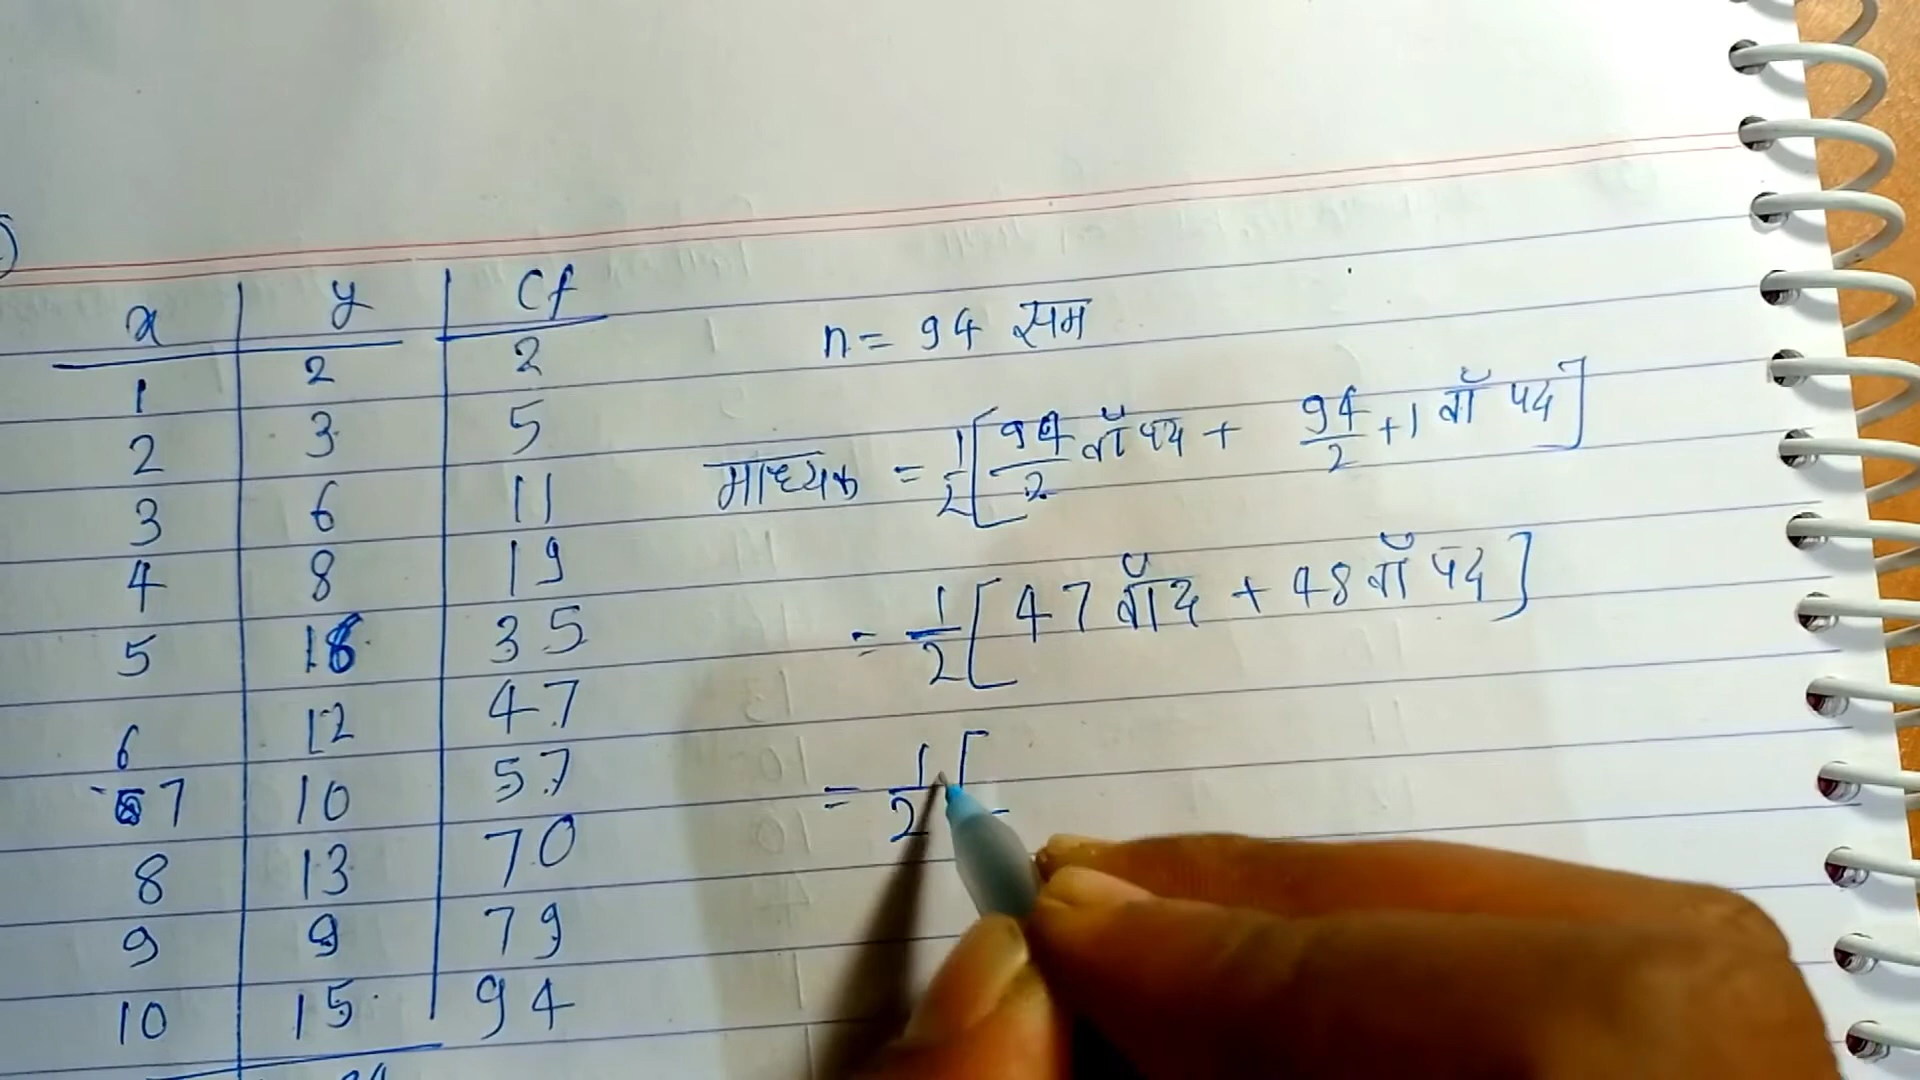 x y Cf
1 2 2
2 3 5
3 6 11
4 8 19
5 16 35
6 12 47
7 10 57
8 13 70
9 9 79
10 15 94
n = 94 सम
माध्यक = 1/2 [94/2 वाँ पद + 94/2 + 1 वाँ पद]
= 1/2 [47 वाँ पद + 48 वाँ पद]
= 1/2 [